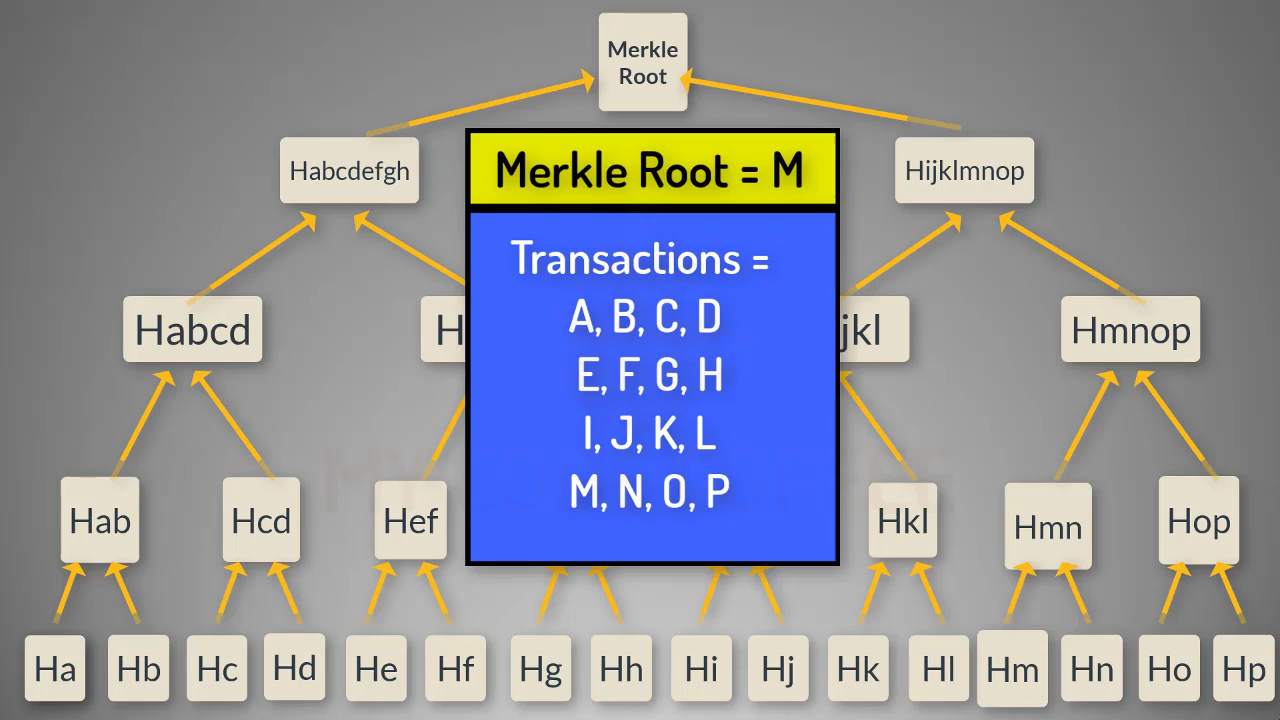 Merkle
Root
Habcdefgh
Merkle Root = M
Hijklmnop
Transactions =
A, B, C, D
E, F, G, H
I, J, K, L
M, N, O, P
Habcd
H
jkl
Hmnop
Hab
Hcd
Hef
Hkl
Hmn
Hop
Ha
Hb
Hc
Hd
He
Hf
Hg
Hh
Hi
Hj
Hk
Hl
Hm
Hn
Ho
Hp